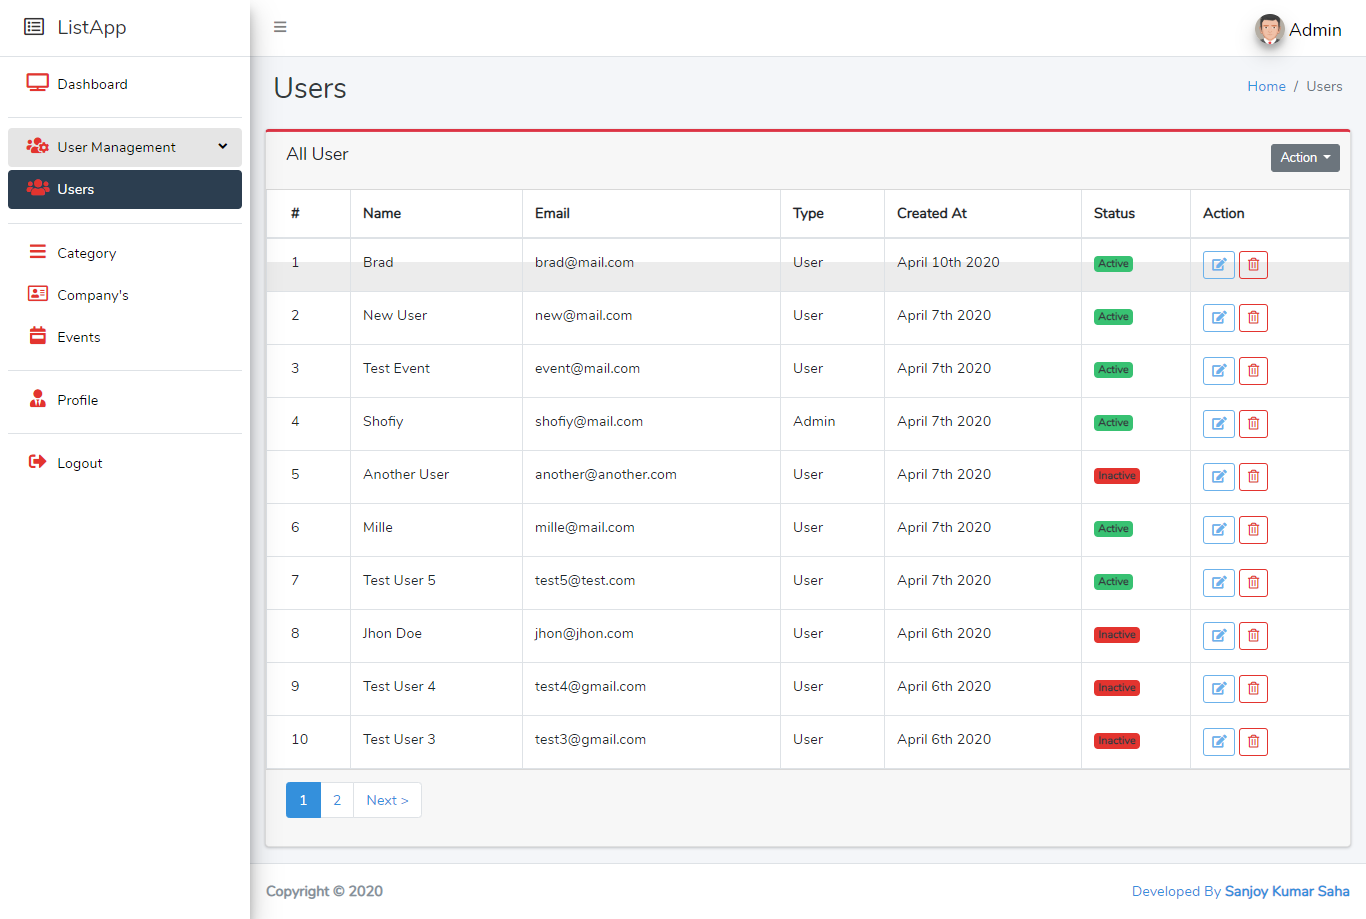 ListApp
Admin
Dashboard
User Management
Users
Category
Company's
Events
Profile
Logout
Users
Home / Users
All User
Action
# Name Email Type Created At Status Action
1 Brad brad@mail.com User April 10th 2020 Active
2 New User new@mail.com User April 7th 2020 Active
3 Test Event event@mail.com User April 7th 2020 Active
4 Shofiy shofiy@mail.com Admin April 7th 2020 Active
5 Another User another@another.com User April 7th 2020 Inactive
6 Mille mille@mail.com User April 7th 2020 Active
7 Test User 5 test5@test.com User April 7th 2020 Active
8 Jhon Doe jhon@jhon.com User April 6th 2020 Inactive
9 Test User 4 test4@gmail.com User April 6th 2020 Inactive
10 Test User 3 test3@gmail.com User April 6th 2020 Inactive
1 2 Next >
Copyright © 2020
Developed By Sanjoy Kumar Saha